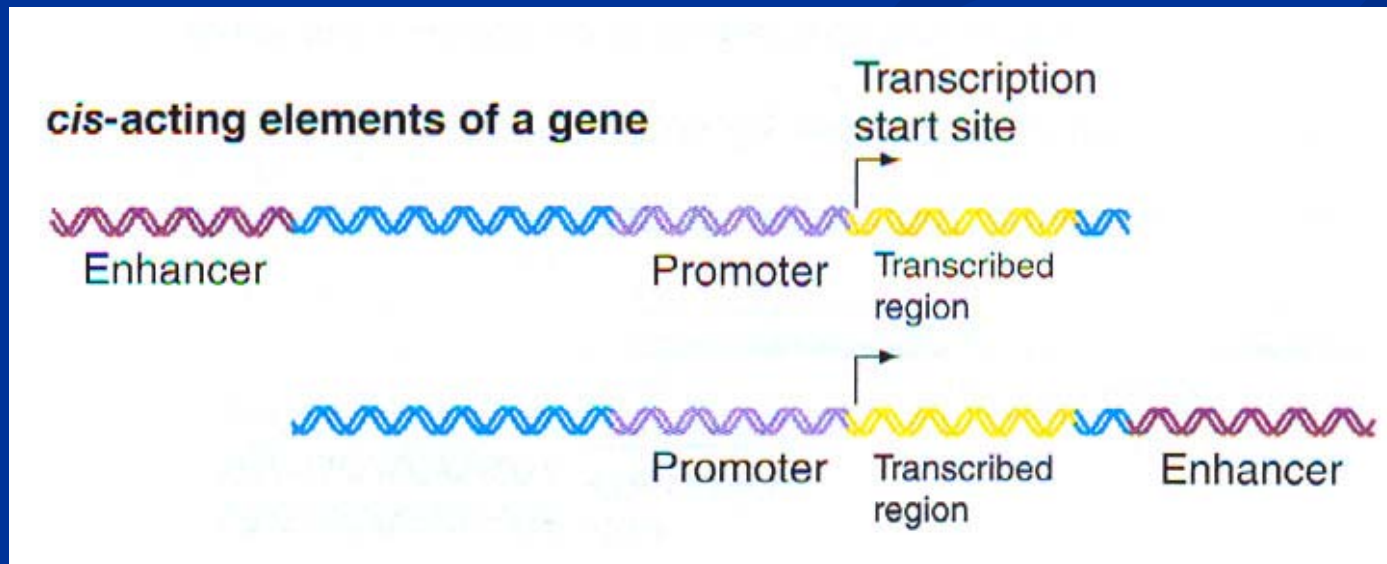 cis-acting elements of a gene
Transcription
start site
Enhancer
Promoter
Transcribed
region
Promoter
Transcribed
region
Enhancer